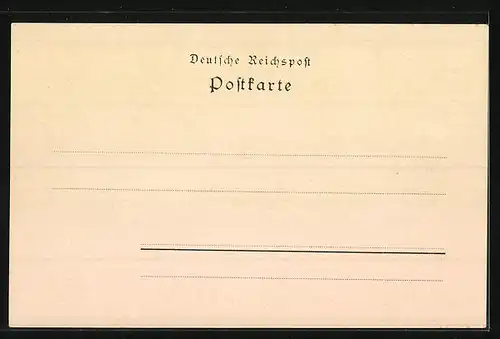 Deutſche Reichspoſt
Poſtkarte